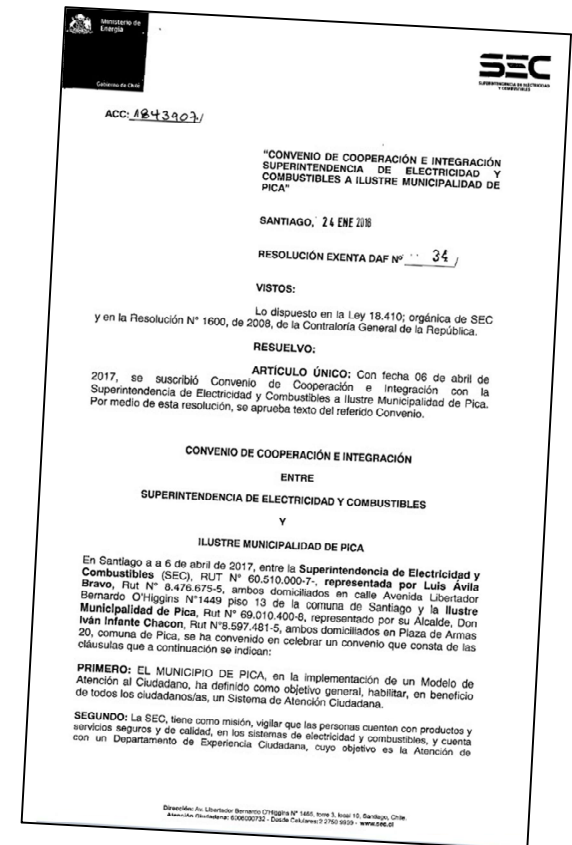 Ministerio de
Energía
Gobierno de Chile
SEC
SUPERINTENDENCIA DE ELECTRICIDAD
Y COMBUSTIBLES
ACC: 1843907/
"CONVENIO DE COOPERACIÓN E INTEGRACIÓN
SUPERINTENDENCIA DE ELECTRICIDAD Y
COMBUSTIBLES A ILUSTRE MUNICIPALIDAD DE
PICA"
SANTIAGO, 24 ENE 2018
RESOLUCIÓN EXENTA DAF Nº 34 /
VISTOS:
Lo dispuesto en la Ley 18.410; orgánica de SEC
y en la Resolución N° 1600, de 2008, de la Contraloría General de la República.
RESUELVO:
ARTÍCULO ÚNICO: Con fecha 06 de abril de
2017, se suscribió Convenio de Cooperación e Integración con la
Superintendencia de Electricidad y Combustibles a Ilustre Municipalidad de Pica.
Por medio de esta resolución, se aprueba texto del referido Convenio.
CONVENIO DE COOPERACIÓN E INTEGRACIÓN
ENTRE
SUPERINTENDENCIA DE ELECTRICIDAD Y COMBUSTIBLES
Y
ILUSTRE MUNICIPALIDAD DE PICA
En Santiago a a 6 de abril de 2017, entre la Superintendencia de Electricidad y
Combustibles (SEC), RUT N° 60.510.000-7-, representada por Luis Ávila
Bravo, Rut N° 8.476.675-5, ambos domiciliados en calle Avenida Libertador
Bernardo O'Higgins N°1449 piso 13 de la comuna de Santiago y la Ilustre
Municipalidad de Pica, Rut N° 69.010.400-8, representado por su Alcalde, Don
Iván Infante Chacon, Rut N°8.597.481-5, ambos domiciliados en Plaza de Armas
20, comuna de Pica, se ha convenido en celebrar un convenio que consta de las
cláusulas que a continuación se indican:
PRIMERO: EL MUNICIPIO DE PICA, en la implementación de un Modelo de
Atención al Ciudadano, ha definido como objetivo general, habilitar, en beneficio
de todos los ciudadanos/as, un Sistema de Atención Ciudadana.
SEGUNDO: La SEC, tiene como misión, vigilar que las personas cuenten con productos y
servicios seguros y de calidad, en los sistemas de electricidad y combustibles, y cuenta
con un Departamento de Experiencia Ciudadana, cuyo objetivo es la Atención de
Dirección: Av. Libertador Bernardo O'Higgins N° 1465, torre 3, local 10, Santiago, Chile.
Atención Ciudadana: 6006000732 - Desde Celulares: 2 2750 9999 - www.sec.cl